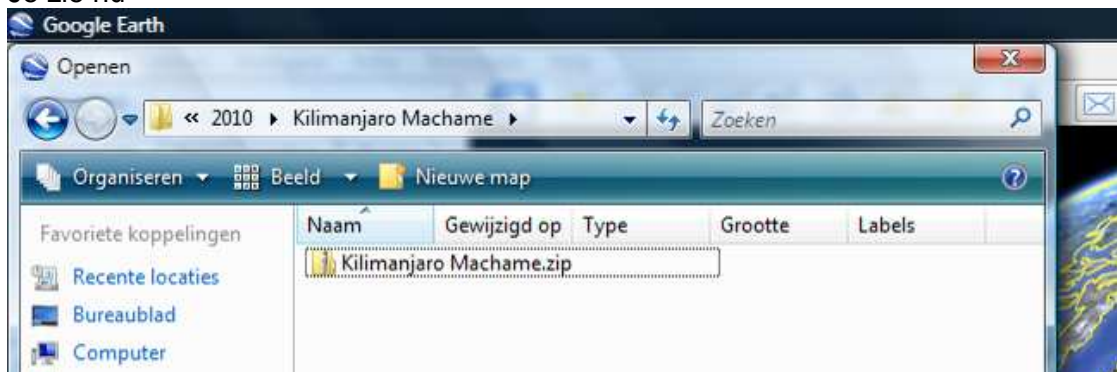 Google Earth
Openen
« 2010 ▸ Kilimanjaro Machame ▸
Zoeken
Organiseren Beeld Nieuwe map
Favoriete koppelingen
Recente locaties
Bureaublad
Computer
Naam Gewijzigd op Type Grootte Labels
Kilimanjaro Machame.zip